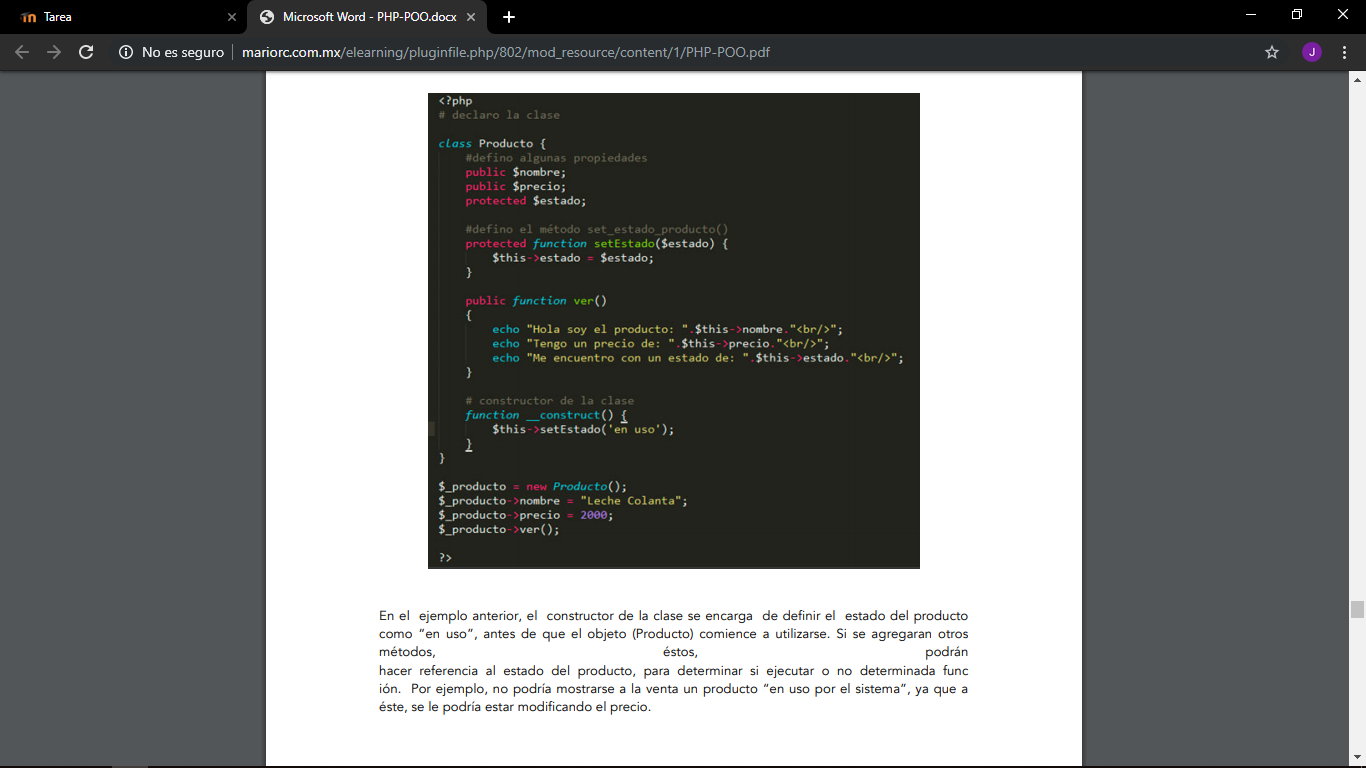 Tarea
Microsoft Word - PHP-POO.docx
No es seguro
mariorc.com.mx/elearning/pluginfile.php/802/mod_resource/content/1/PHP-POO.pdf
J
<?php
# declaro la clase
class Producto {
#defino algunas propiedades
public $nombre;
public $precio;
protected $estado;
#defino el método set_estado_producto()
protected function setEstado($estado) {
$this->estado = $estado;
}
public function ver()
{
echo "Hola soy el producto: ".$this->nombre."<br/>";
echo "Tengo un precio de: ".$this->precio."<br/>";
echo "Me encuentro con un estado de: ".$this->estado."<br/>";
}
# constructor de la clase
function __construct() {
$this->setEstado('en uso');
}
}
$_producto = new Producto();
$_producto->nombre = "Leche Colanta";
$_producto->precio = 2000;
$_producto->ver();
?>
En el ejemplo anterior, el constructor de la clase se encarga de definir el estado del producto
como “en uso”, antes de que el objeto (Producto) comience a utilizarse. Si se agregaran otros
métodos, éstos, podrán
hacer referencia al estado del producto, para determinar si ejecutar o no determinada func
ión. Por ejemplo, no podría mostrarse a la venta un producto “en uso por el sistema”, ya que a
éste, se le podría estar modificando el precio.